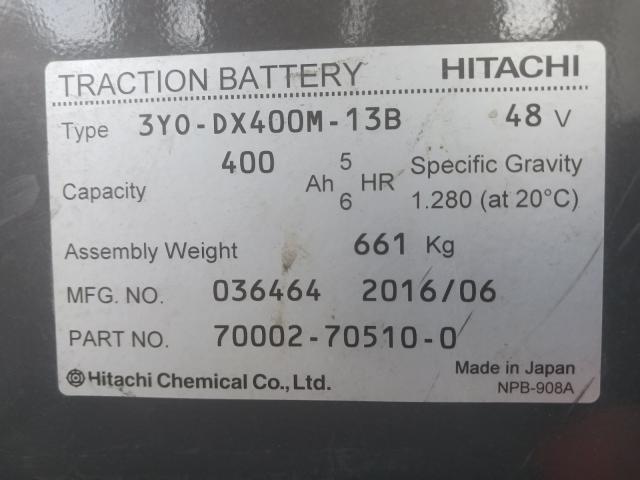 TRACTION BATTERY HITACHI
Type 3Y0-DX400M-13B 48 V
Capacity 400 Ah 5 HR Specific Gravity
6 1.280 (at 20°C)
Assembly Weight 661 Kg
MFG. NO. 036464 2016/06
PART NO. 70002-70510-0
Made in Japan
Hitachi Chemical Co., Ltd. NPB-908A